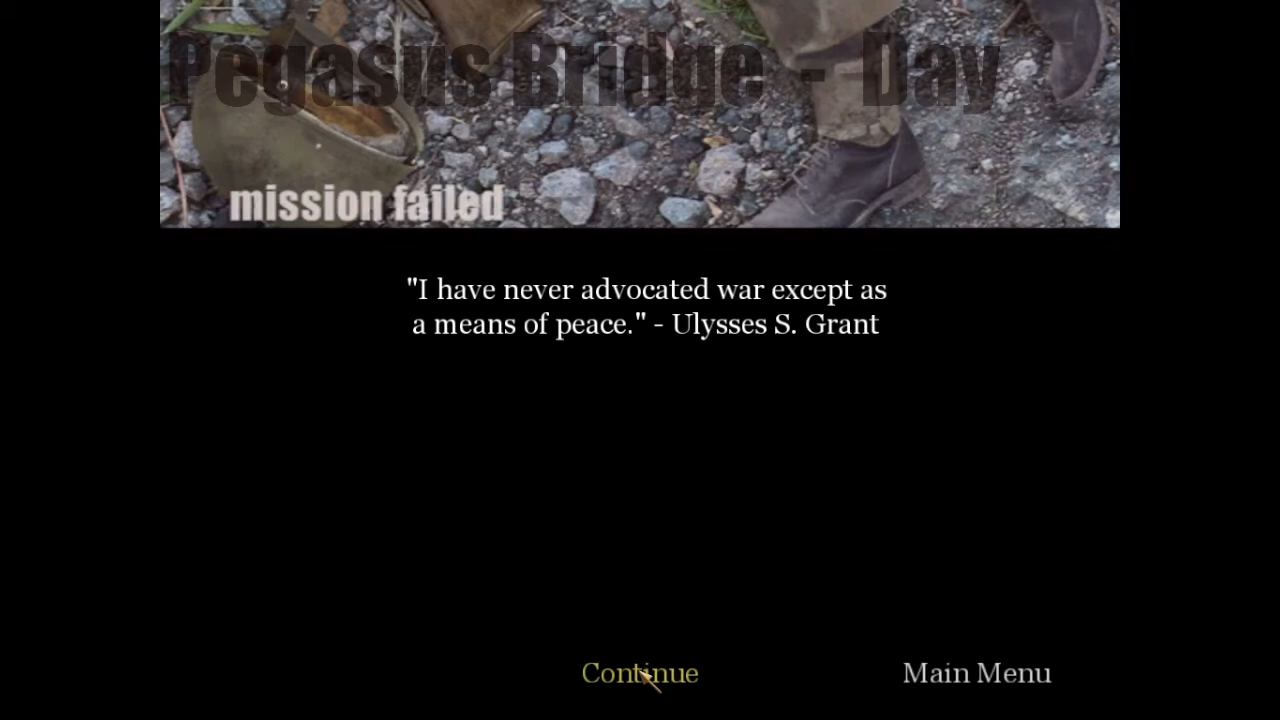 Pegasus Bridge - Day
mission failed
"I have never advocated war except as
a means of peace." - Ulysses S. Grant
Continue
Main Menu